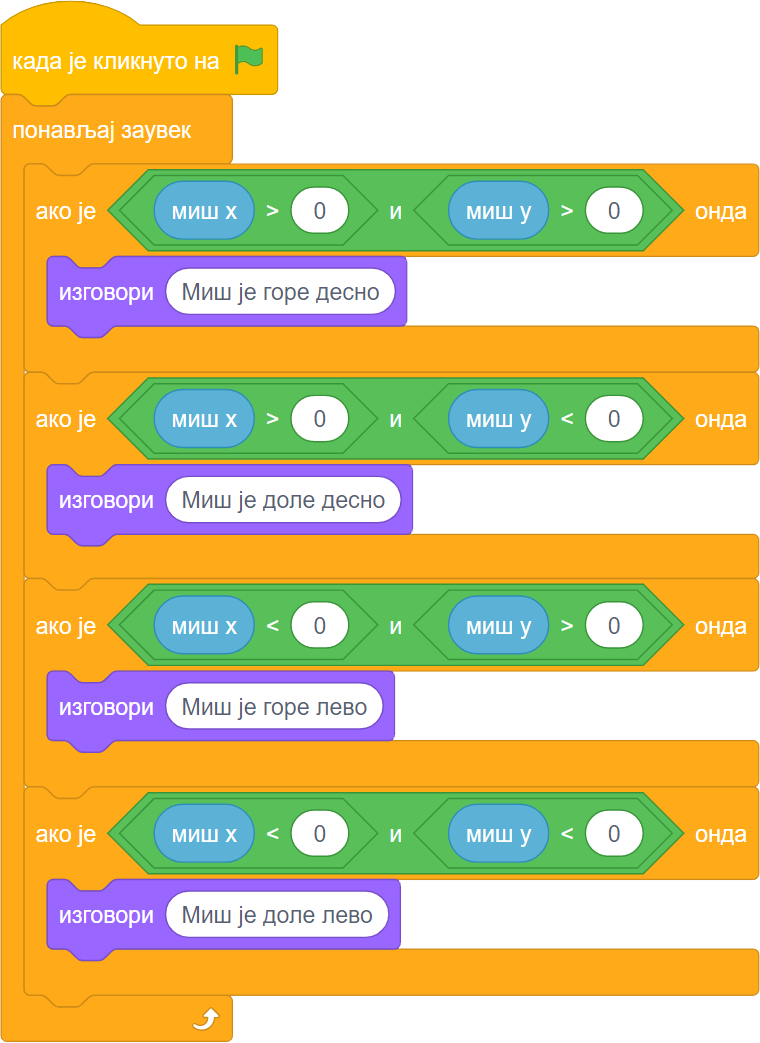 када је кликнуто на
понављај заувек
ако је миш x > 0 и миш y > 0 онда
изговори Миш је горе десно
ако је миш x > 0 и миш y < 0 онда
изговори Миш је доле десно
ако је миш x < 0 и миш y > 0 онда
изговори Миш је горе лево
ако је миш x < 0 и миш y < 0 онда
изговори Миш је доле лево